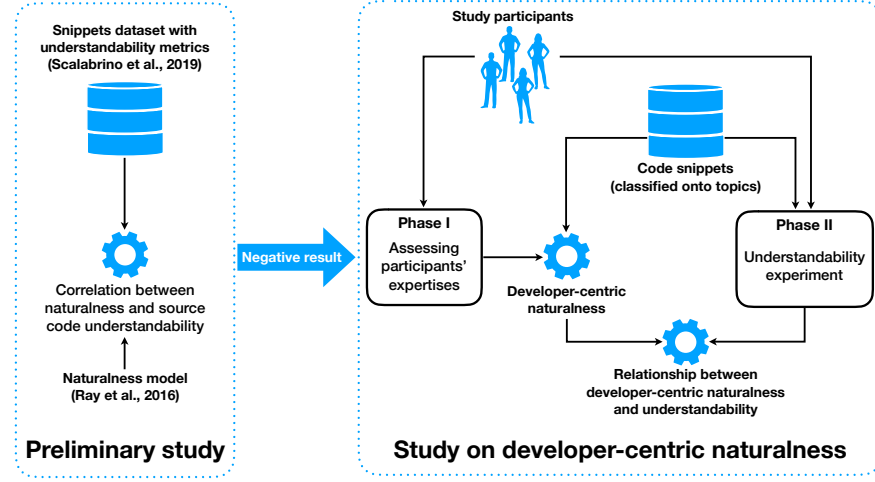 Snippets dataset with
understandability metrics
(Scalabrino et al., 2019)
Correlation between
naturalness and source
code understandability
Naturalness model
(Ray et al., 2016)
Preliminary study
Negative result
Study participants
Code snippets
(classified onto topics)
Phase I
Assessing
participants'
expertises
Developer-centric
naturalness
Phase II
Understandability
experiment
Relationship between
developer-centric naturalness
and understandability
Study on developer-centric naturalness